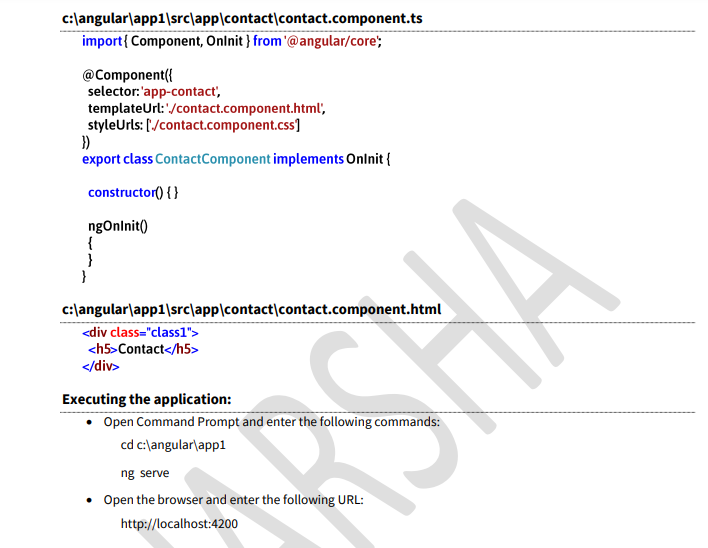 c:\angular\app1\src\app\contact\contact.component.ts
import { Component, OnInit } from '@angular/core';
@Component({
selector: 'app-contact',
templateUrl: './contact.component.html',
styleUrls: ['./contact.component.css']
})
export class ContactComponent implements OnInit {
constructor() { }
ngOnInit()
{
}
}
c:\angular\app1\src\app\contact\contact.component.html
<div class="class1">
<h5>Contact</h5>
</div>
Executing the application:
• Open Command Prompt and enter the following commands:
cd c:\angular\app1
ng serve
• Open the browser and enter the following URL:
http://localhost:4200
ARSHA